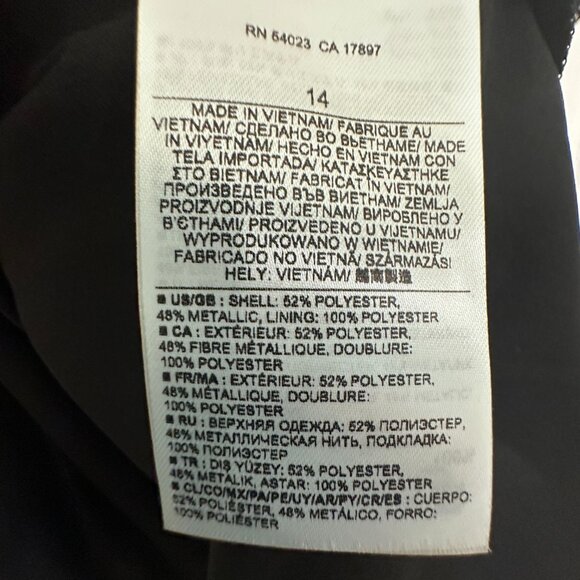 RN 54023 CA 17897
14
MADE IN VIETNAM/ FABRIQUÉ AU
VIETNAM/ СДЕЛАНО ВО ВЬЕТНАМЕ/ MADE
IN VIYETNAM/ HECHO EN VIETNAM CON
TELA IMPORTADA/ ΚΑΤΑΣΚΕΥΑΣΤΗΚΕ
ΣΤΟ ΒΙΕΤΝΑΜ/ FABRICAT ÎN VIETNAM/
ПРОИЗВЕДЕНО ВЪВ ВИЕТНАМ/ ZEMLJA
PROIZVODNJE VIJETNAM/ ВИРОБЛЕНО У
В'ЄТНАМІ/ PROIZVEDENO U VIJETNAMU/
WYPRODUKOWANO W WIETNAMIE/
FABRICADO NO VIETNÃ/ SZÁRMAZÁSI
HELY: VIETNÁM/ 越南製造
■ US/GB : SHELL: 52% POLYESTER,
48% METALLIC, LINING: 100% POLYESTER
■ CA : EXTÉRIEUR: 52% POLYESTER,
48% FIBRE MÉTALLIQUE, DOUBLURE:
100% POLYESTER
■ FR/MA : EXTÉRIEUR: 52% POLYESTER,
48% MÉTALLIQUE, DOUBLURE:
100% POLYESTER
■ RU : ВЕРХНЯЯ ОДЕЖДА: 52% ПОЛИЭСТЕР,
48% МЕТАЛЛИЧЕСКАЯ НИТЬ, ПОДКЛАДКА:
100% ПОЛИЭСТЕР
■ TR : DIŞ YÜZEY: 52% POLYESTER,
48% METALIK, ASTAR: 100% POLYESTER
■ CL/CO/MX/PA/PE/UY/AR/PY/CR/ES : CUERPO:
52% POLIÉSTER, 48% METÁLICO, FORRO:
100% POLIÉSTER